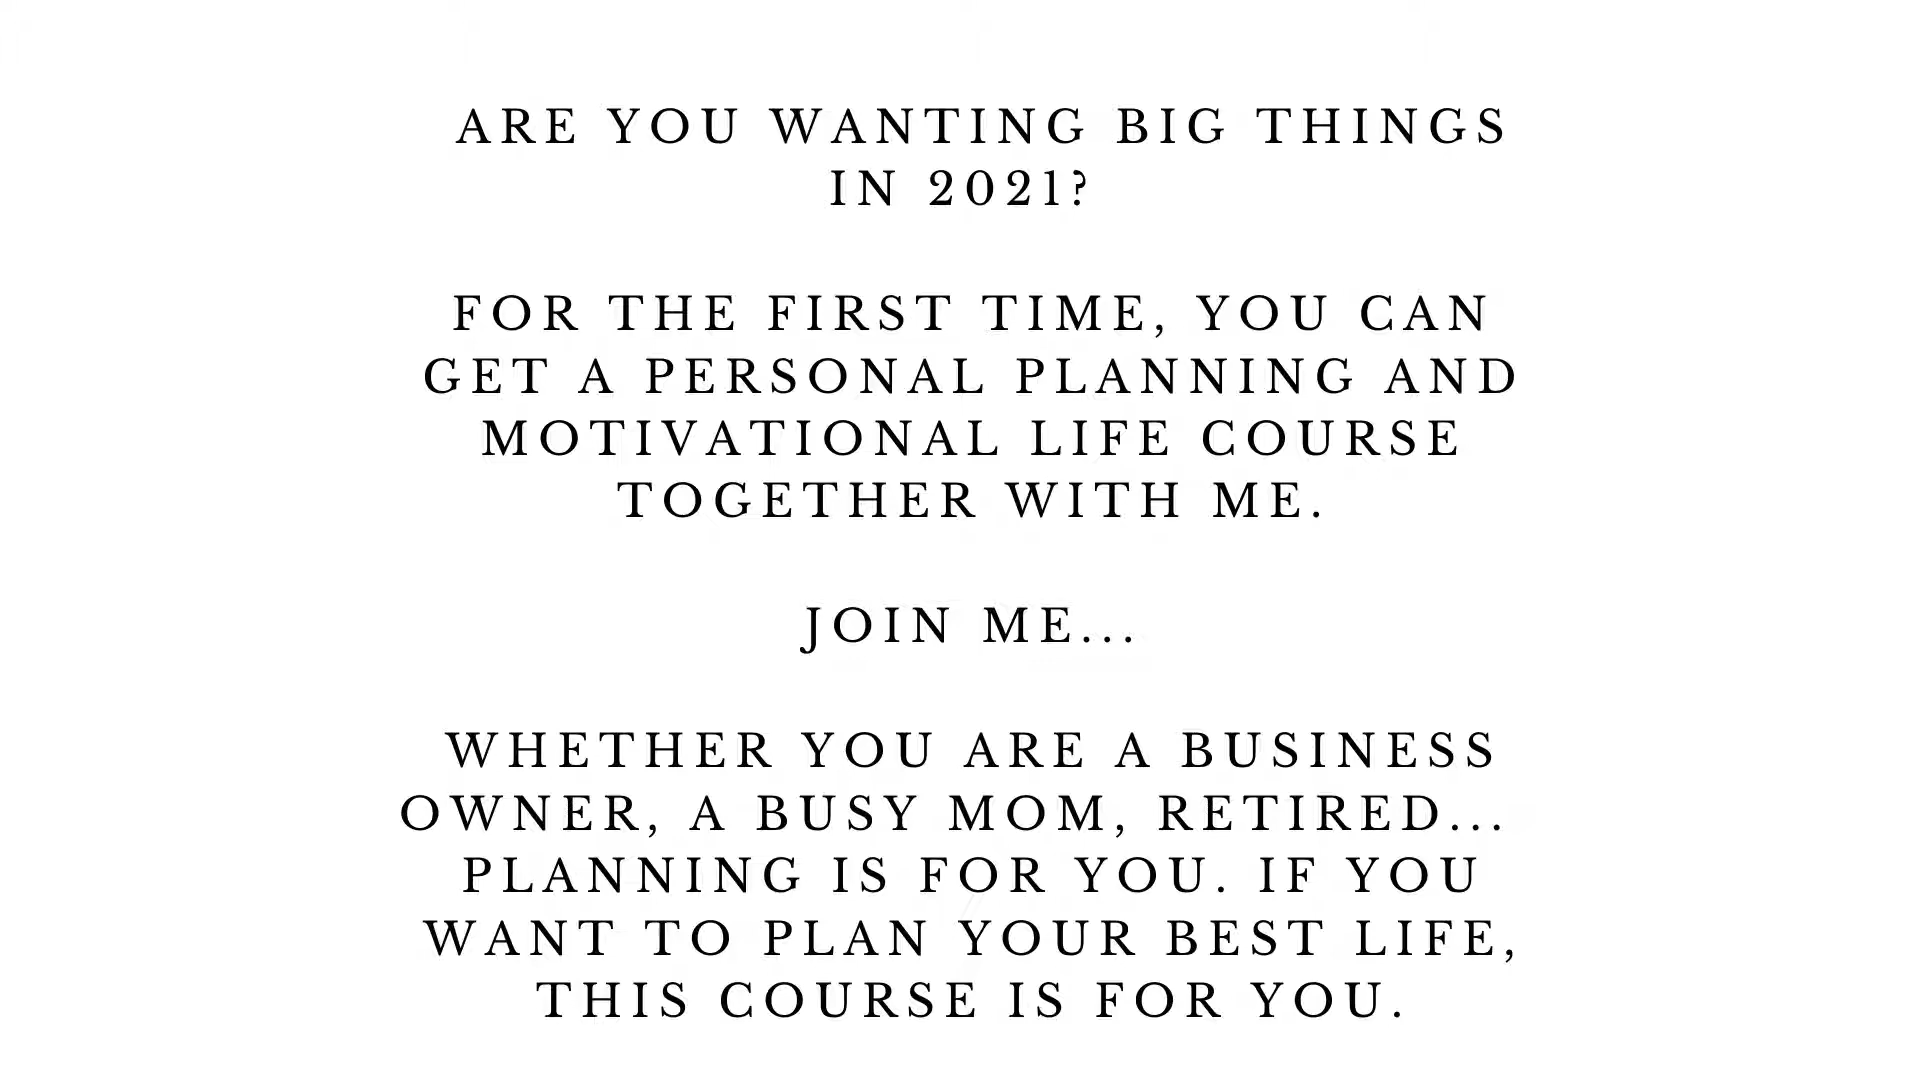 ARE YOU WANTING BIG THINGS
IN 2021?
FOR THE FIRST TIME, YOU CAN
GET A PERSONAL PLANNING AND
MOTIVATIONAL LIFE COURSE
TOGETHER WITH ME.
JOIN ME...
WHETHER YOU ARE A BUSINESS
OWNER, A BUSY MOM, RETIRED...
PLANNING IS FOR YOU. IF YOU
WANT TO PLAN YOUR BEST LIFE,
THIS COURSE IS FOR YOU.